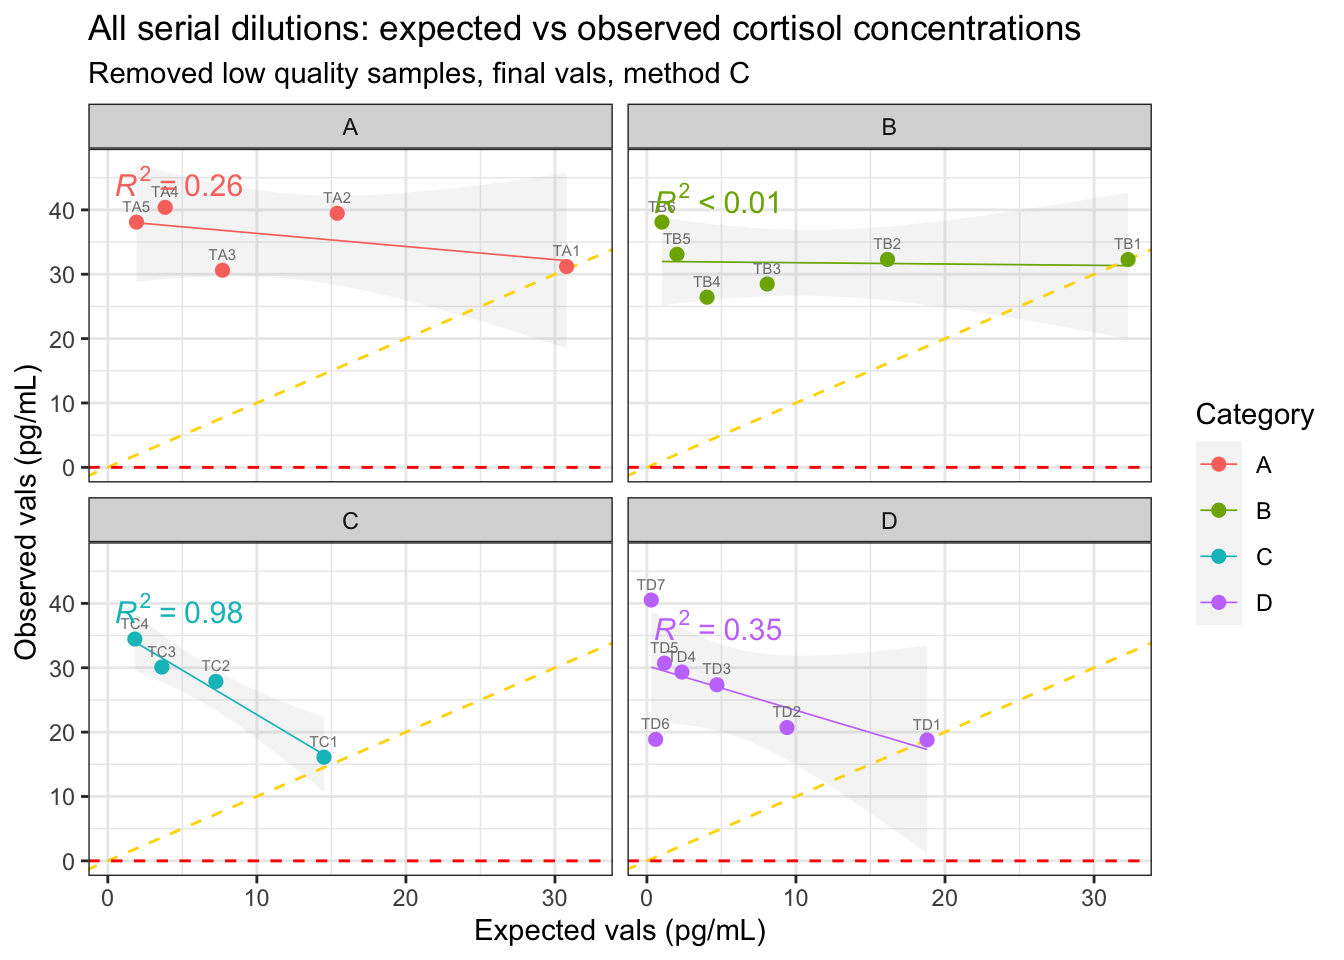 All serial dilutions: expected vs observed cortisol concentrations
Removed low quality samples, final vals, method C
A
B
R² = 0.26
TA4
TA5
TA2
TA3
TA1
R² < 0.01
TB6
TB5
TB4
TB3
TB2
TB1
40
30
20
10
0
C
D
R² = 0.98
TC4
TC3
TC2
TC1
TD7
R² = 0.35
TD5
TD4
TD3
TD6
TD2
TD1
40
30
20
10
0
0
10
20
30
0
10
20
30
Expected vals (pg/mL)
Observed vals (pg/mL)
Category
A
B
C
D